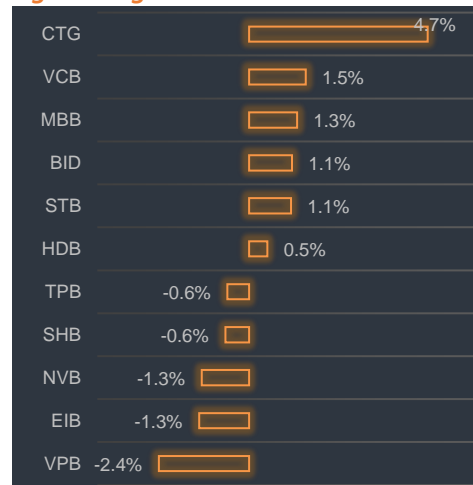 CTG 4.7%
VCB 1.5%
MBB 1.3%
BID 1.1%
STB 1.1%
HDB 0.5%
TPB -0.6%
SHB -0.6%
NVB -1.3%
EIB -1.3%
VPB -2.4%